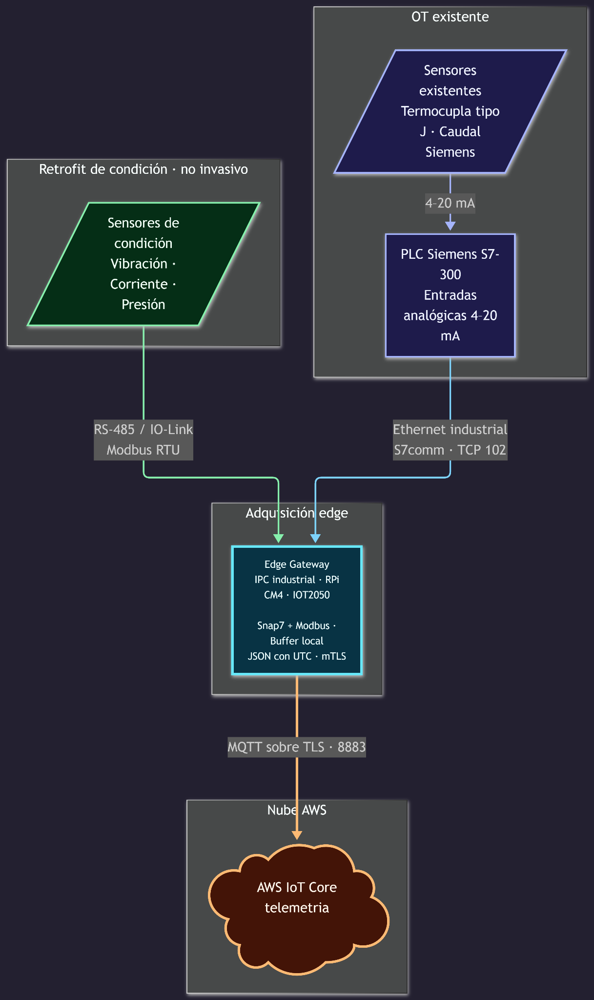 OT existente
Sensores
existentes
Termocupla tipo
J · Caudal
Siemens
4-20 mA
PLC Siemens S7-
300
Entradas
analógicas 4-20
mA
Retrofit de condición · no invasivo
Sensores de
condición
Vibración ·
Corriente ·
Presión
RS-485 / IO-Link
Modbus RTU
Ethernet industrial
S7comm · TCP 102
Adquisición edge
Edge Gateway
IPC industrial · RPi
CM4 · IOT2050
Snap7 + Modbus ·
Buffer local
JSON con UTC · mTLS
MQTT sobre TLS · 8883
Nube AWS
AWS IoT Core
telemetria